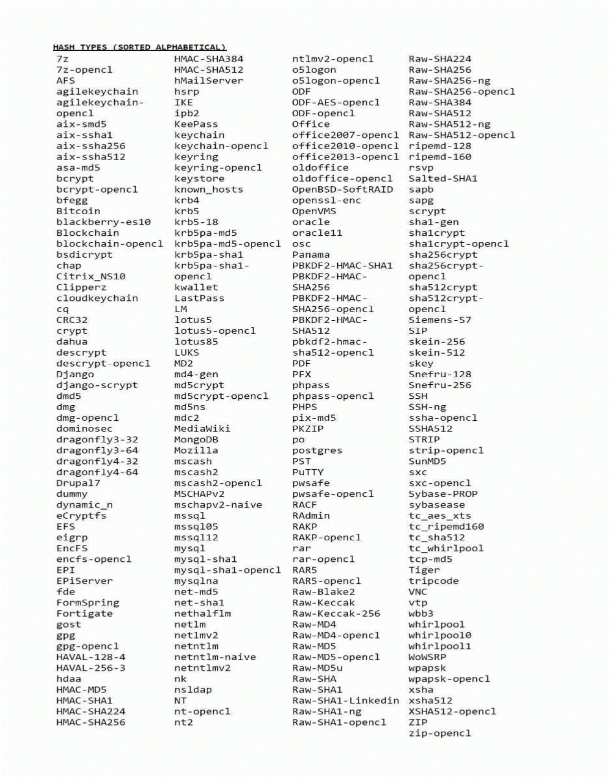 HASH TYPES (SORTED ALPHABETICAL)
7z
7z-opencl
AFS
agilekeychain
agilekeychain-
opencl
aix-smd5
aix-ssha1
aix-ssha256
aix-ssha512
asa-md5
bcrypt
bcrypt-opencl
bfegg
Bitcoin
blackberry-es10
Blockchain
blockchain-opencl
bsdicrypt
chap
Citrix_NS10
Clipperz
cloudkeychain
cq
CRC32
crypt
dahua
descrypt
descrypt-opencl
Django
django-scrypt
dmd5
dmg
dmg-opencl
dominosec
dragonfly3-32
dragonfly3-64
dragonfly4-32
dragonfly4-64
Drupal7
dummy
dynamic_n
eCryptfs
EFS
eigrp
EncFS
encfs-opencl
EPI
EPiServer
fde
FormSpring
Fortigate
gost
gpg
gpg-opencl
HAVAL-128-4
HAVAL-256-3
hdaa
HMAC-MD5
HMAC-SHA1
HMAC-SHA224
HMAC-SHA256
HMAC-SHA384
HMAC-SHA512
hMailServer
hsrp
IKE
ipb2
KeePass
keychain
keychain-opencl
keyring
keyring-opencl
keystore
known_hosts
krb4
krb5
krb5-18
krb5pa-md5
krb5pa-md5-opencl
krb5pa-sha1
krb5pa-sha1-
opencl
kwallet
LastPass
LM
lotus5
lotus5-opencl
lotus85
LUKS
MD2
md4-gen
md5crypt
md5crypt-opencl
md5ns
mdc2
MediaWiki
MongoDB
Mozilla
mscash
mscash2
mscash2-opencl
MSCHAPv2
mschapv2-naive
mssql
mssql05
mssql12
mysql
mysql-sha1
mysql-sha1-opencl
mysqlna
net-md5
net-sha1
nethalflm
netlm
netlmv2
netntlm
netntlm-naive
netntlmv2
nk
nsldap
NT
nt-opencl
nt2
ntlmv2-opencl
o5logon
o5logon-opencl
ODF
ODF-AES-opencl
ODF-opencl
Office
office2007-opencl
office2010-opencl
office2013-opencl
oldoffice
oldoffice-opencl
OpenBSD-SoftRAID
openssl-enc
OpenVMS
oracle
oracle11
osc
Panama
PBKDF2-HMAC-SHA1
PBKDF2-HMAC-
SHA256
PBKDF2-HMAC-
SHA256-opencl
PBKDF2-HMAC-
SHA512
pbkdf2-hmac-
sha512-opencl
PDF
PFX
phpass
phpass-opencl
PHPS
pix-md5
PKZIP
po
postgres
PST
PuTTY
pwsafe
pwsafe-opencl
RACF
RAdmin
RAKP
RAKP-opencl
rar
rar-opencl
RAR5
RAR5-opencl
Raw-Blake2
Raw-Keccak
Raw-Keccak-256
Raw-MD4
Raw-MD4-opencl
Raw-MD5
Raw-MD5-opencl
Raw-MD5u
Raw-SHA
Raw-SHA1
Raw-SHA1-Linkedin
Raw-SHA1-ng
Raw-SHA1-opencl
Raw-SHA224
Raw-SHA256
Raw-SHA256-ng
Raw-SHA256-opencl
Raw-SHA384
Raw-SHA512
Raw-SHA512-ng
Raw-SHA512-opencl
ripemd-128
ripemd-160
rsvp
Salted-SHA1
sapb
sapg
scrypt
sha1-gen
sha1crypt
sha1crypt-opencl
sha256crypt
sha256crypt-
opencl
sha512crypt
sha512crypt-
opencl
Siemens-S7
SIP
skein-256
skein-512
skey
Snefru-128
Snefru-256
SSH
SSH-ng
ssha-opencl
SSHA512
STRIP
strip-opencl
SunMD5
sxc
sxc-opencl
Sybase-PROP
sybasease
tc_aes_xts
tc_ripemd160
tc_sha512
tc_whirlpool
tcp-md5
Tiger
tripcode
VNC
vtp
wbb3
whirlpool
whirlpool0
whirlpool1
WoWSRP
wpapsk
wpapsk-opencl
xsha
xsha512
XSHA512-opencl
ZIP
zip-opencl